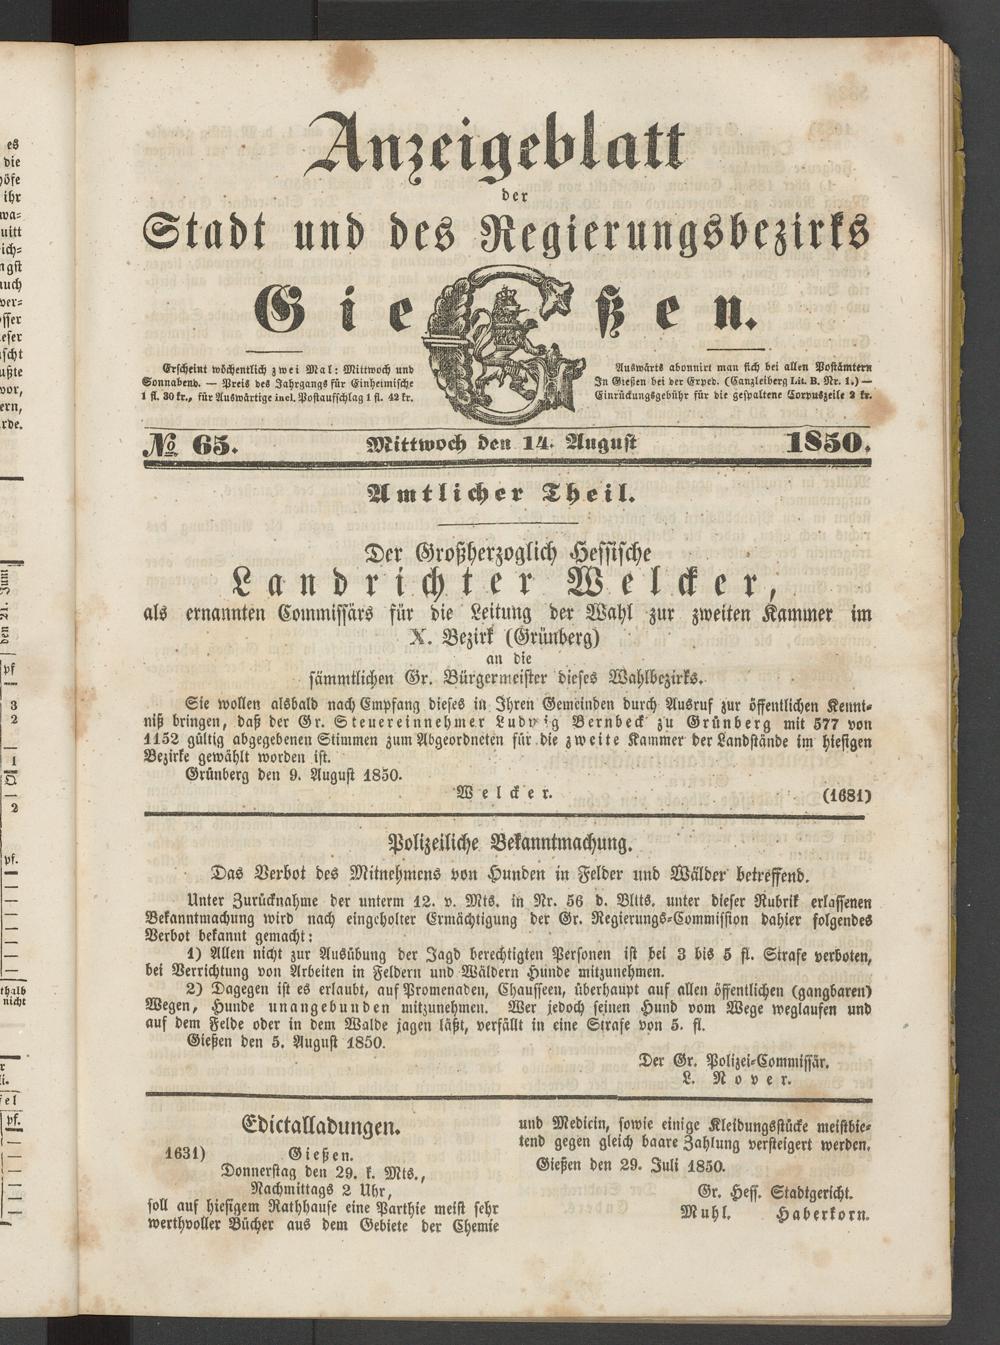 Anzeigeblatt
der
Stadt und des Regierungsbezirks
Gießen.
Erscheint wöchentlich zwei Mal: Mittwoch und
Sonnabend. — Preis des Jahrgangs für Einheimische
1 fl. 30 kr., für Auswärtige incl. Postaufschlag 1 fl. 42 kr.
Auswärts abonnirt man sich bei allen Postämtern
In Gießen bei der Exped. (Canzleiberg Lit. B. Nr. 1.) —
Einrückungsgebühr für die gespaltene Corpuszeile 2 kr.
№ 65. Mittwoch den 14. August 1850.
Amtlicher Theil.
Der Großherzoglich Hessische
Landrichter Welcker,
als ernannten Commissärs für die Leitung der Wahl zur zweiten Kammer im
X. Bezirk (Grünberg)
an die
sämmtlichen Gr. Bürgermeister dieses Wahlbezirks.
Sie wollen alsbald nach Empfang dieses in Ihren Gemeinden durch Ausruf zur öffentlichen Kennt-
niß bringen, daß der Gr. Steuereinnehmer Ludwig Bernbeck zu Grünberg mit 577 von
1152 gültig abgegebenen Stimmen zum Abgeordneten für die zweite Kammer der Landstände im hiesigen
Bezirke gewählt worden ist.
Grünberg den 9. August 1850.
Welcker. (1681)
Polizeiliche Bekanntmachung.
Das Verbot des Mitnehmens von Hunden in Felder und Wälder betreffend.
Unter Zurücknahme der unterm 12. v. Mts. in Nr. 56 d. Blts. unter dieser Rubrik erlassenen
Bekanntmachung wird nach eingeholter Ermächtigung der Gr. Regierungs-Commission dahier folgendes
Verbot bekannt gemacht:
1) Allen nicht zur Ausübung der Jagd berechtigten Personen ist bei 3 bis 5 fl. Strafe verboten,
bei Verrichtung von Arbeiten in Feldern und Wäldern Hunde mitzunehmen.
2) Dagegen ist es erlaubt, auf Promenaden, Chausseen, überhaupt auf allen öffentlichen (gangbaren)
Wegen, Hunde unangebunden mitzunehmen. Wer jedoch seinen Hund vom Wege weglaufen und
auf dem Felde oder in dem Walde jagen läßt, verfällt in eine Strafe von 5. fl.
Gießen den 5. August 1850.
Der Gr. Polizei-Commissär.
L. Nover.
Edictalladungen.
1631) Gießen.
Donnerstag den 29. k. Mts.,
Nachmittags 2 Uhr,
soll auf hiesigem Rathhause eine Parthie meist sehr
werthvoller Bücher aus dem Gebiete der Chemie
und Medicin, sowie einige Kleidungsstücke meistbie-
tend gegen gleich baare Zahlung versteigert werden.
Gießen den 29. Juli 1850.
Gr. Hess. Stadtgericht.
Muhl. Haberkorn.